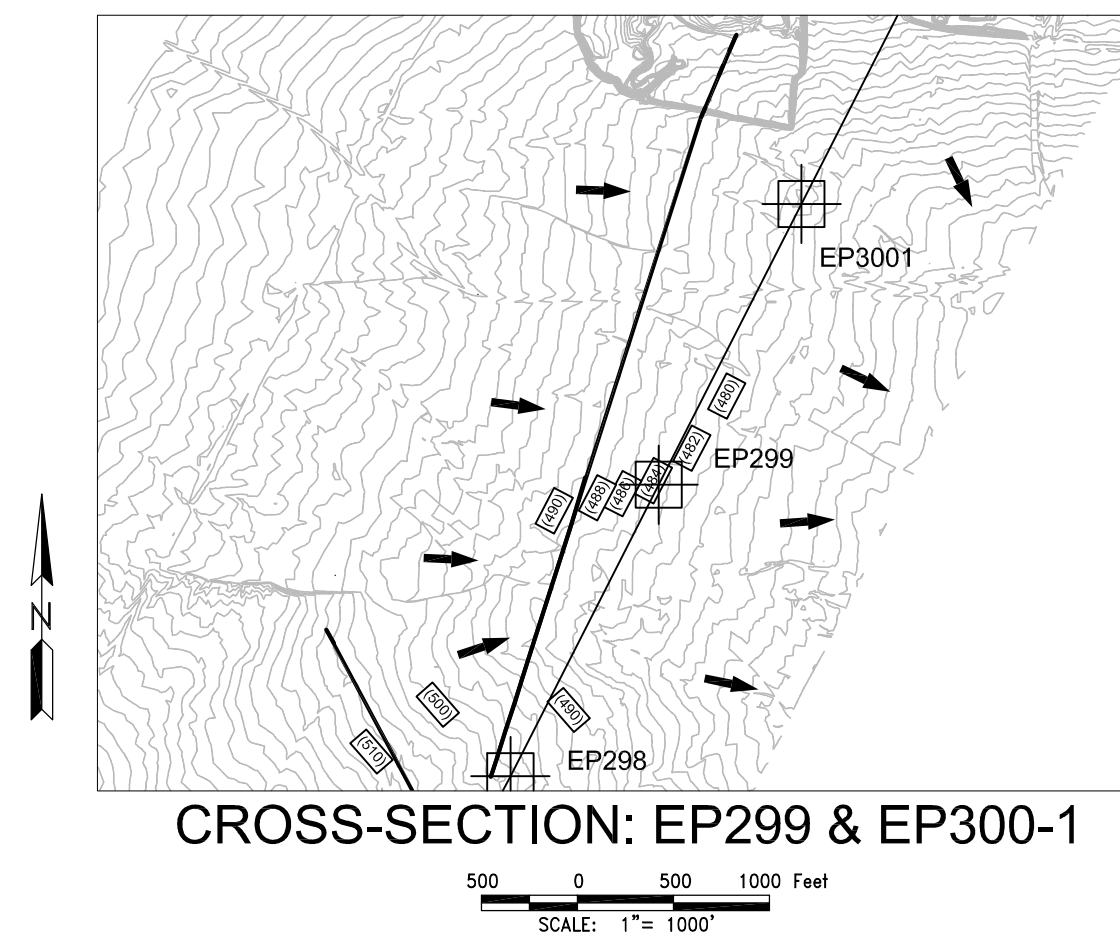 EP3001
(480)
(482)
EP299
(484)
(486)
(488)
(490)
N
(500)
(490)
(510)
EP298
CROSS-SECTION: EP299 & EP300-1
500 0 500 1000 Feet
SCALE: 1"= 1000'